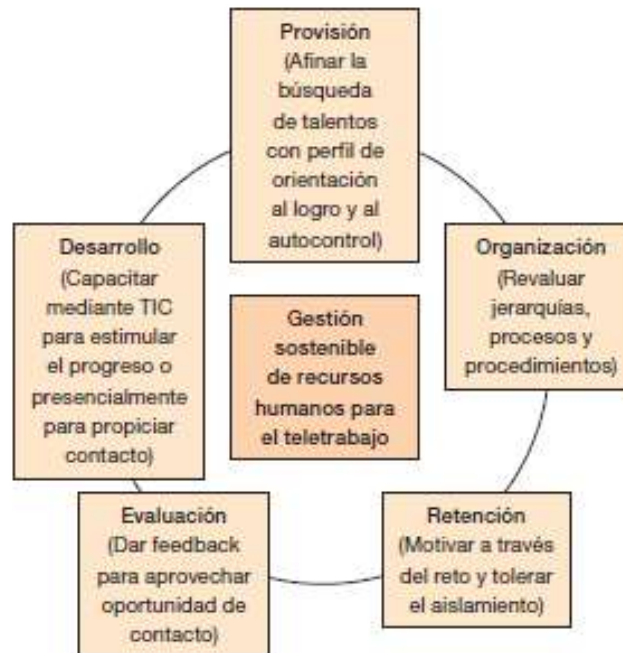 Provisión
(Afinar la
búsqueda
de talentos
con perfil de
orientación
al logro y al
autocontrol)
Desarrollo
(Capacitar
mediante TIC
para estimular
el progreso o
presencialmente
para propiciar
contacto)
Gestión
sostenible
de recursos
humanos para
el teletrabajo
Organización
(Revaluar
jerarquías,
procesos y
procedimientos)
Evaluación
(Dar feedback
para aprovechar
oportunidad de
contacto)
Retención
(Motivar a través
del reto y tolerar
el aislamiento)